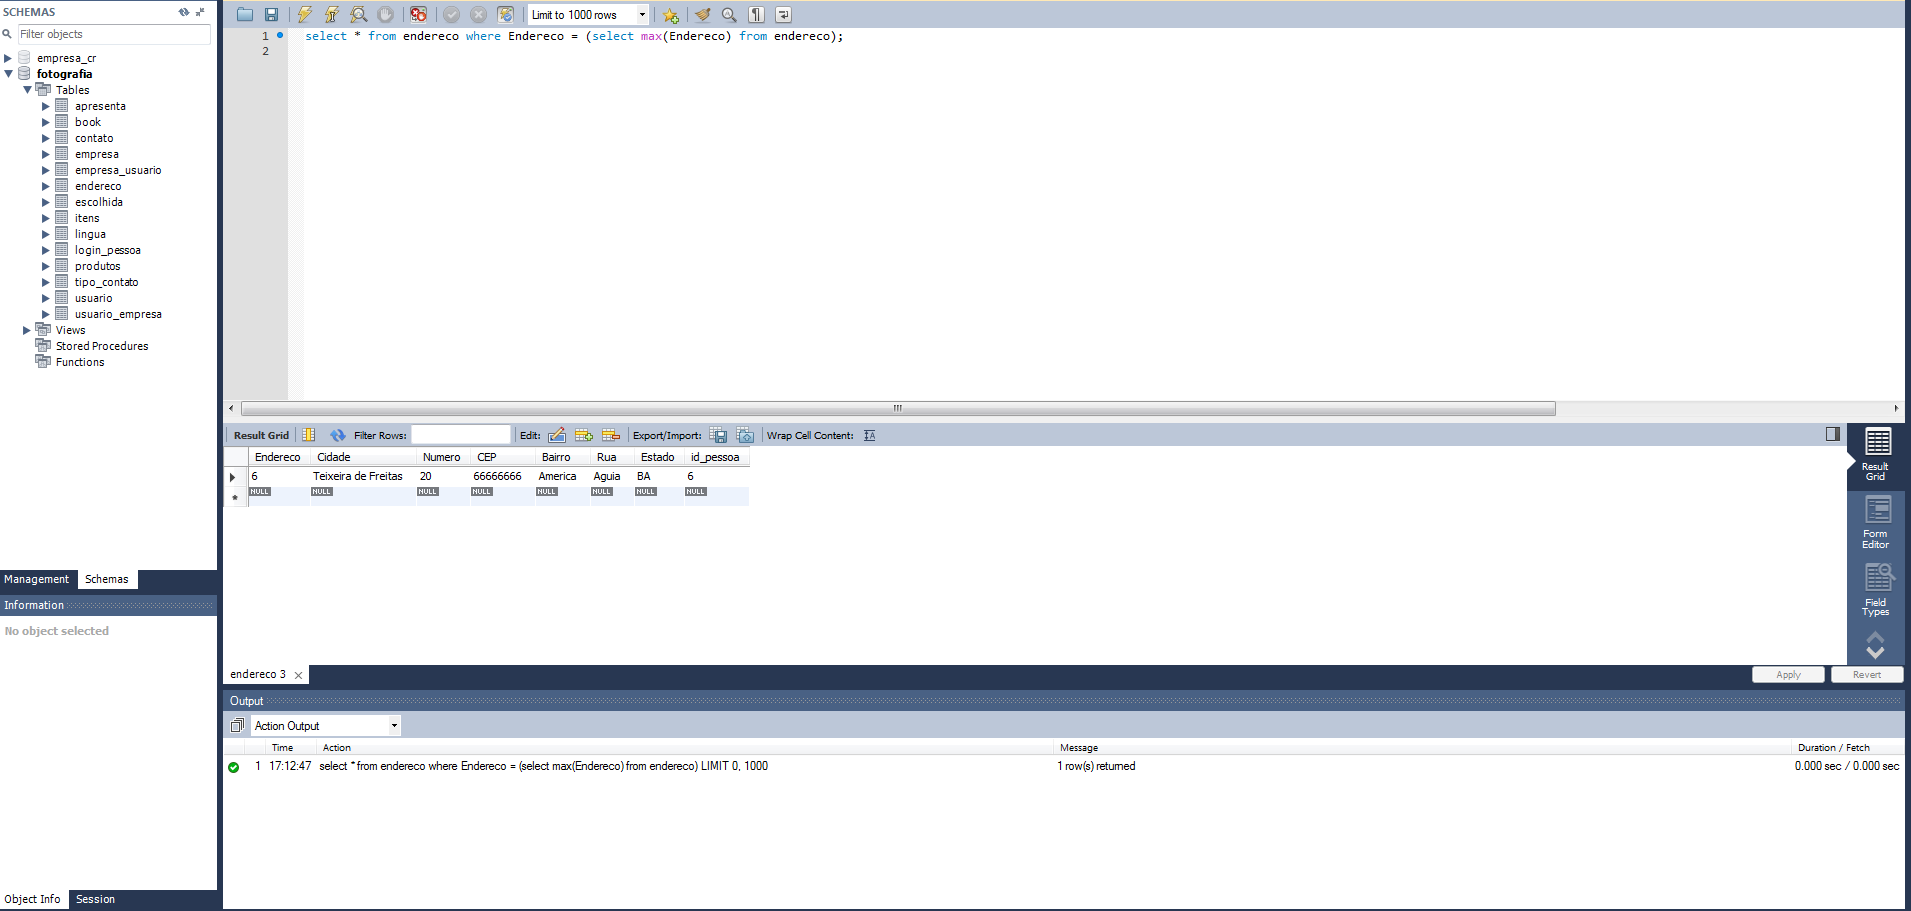 SCHEMAS
Filter objects
empresa_cr
fotografia
Tables
apresenta
book
contato
empresa
empresa_usuario
endereco
escolhida
itens
lingua
login_pessoa
produtos
tipo_contato
usuario
usuario_empresa
Views
Stored Procedures
Functions
Management Schemas
Information
No object selected
Object Info Session
Limit to 1000 rows
1 select * from endereco where Endereco = (select max(Endereco) from endereco);
2
Result Grid Filter Rows: Edit: Export/Import: Wrap Cell Content:
Endereco Cidade Numero CEP Bairro Rua Estado id_pessoa
6 Teixeira de Freitas 20 66666666 America Aguia BA 6
NULL NULL NULL NULL NULL NULL NULL NULL
Result
Grid
Form
Editor
Field
Types
endereco 3
Apply Revert
Output
Action Output
Time Action Message Duration / Fetch
1 17:12:47 select * from endereco where Endereco = (select max(Endereco) from endereco) LIMIT 0, 1000 1 row(s) returned 0.000 sec / 0.000 sec